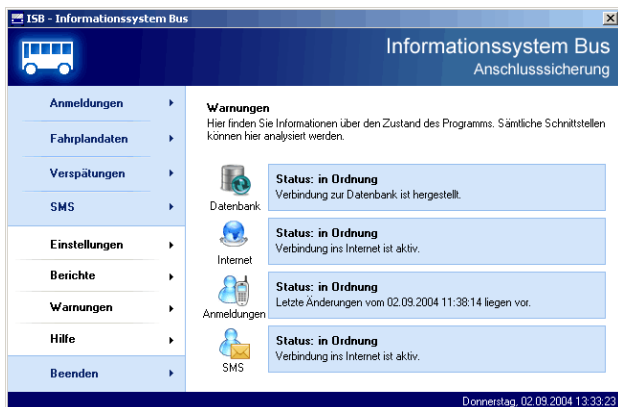 ISB - Informationssystem Bus
Informationssystem Bus
Anschlusssicherung
Anmeldungen
Fahrplandaten
Verspätungen
SMS
Einstellungen
Berichte
Warnungen
Hilfe
Beenden
Warnungen
Hier finden Sie Informationen über den Zustand des Programms. Sämtliche Schnittstellen
können hier analysiert werden.
Datenbank
Status: in Ordnung
Verbindung zur Datenbank ist hergestellt.
Internet
Status: in Ordnung
Verbindung ins Internet ist aktiv.
Anmeldungen
Status: in Ordnung
Letzte Änderungen vom 02.09.2004 11:38:14 liegen vor.
SMS
Status: in Ordnung
Verbindung ins Internet ist aktiv.
Donnerstag, 02.09.2004 13:33:23